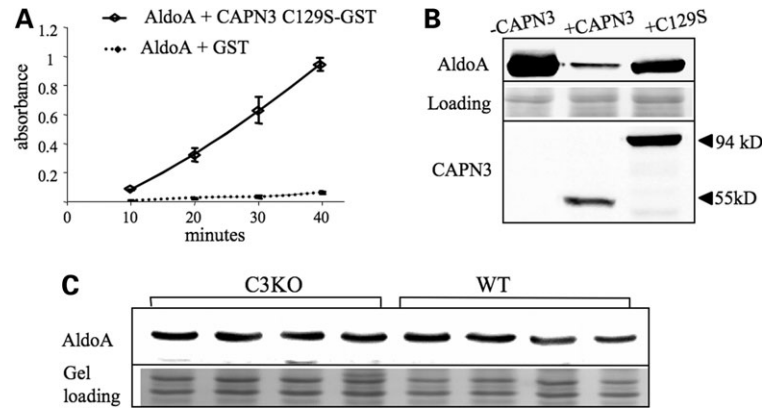 A
AldoA + CAPN3 C129S-GST
AldoA + GST
absorbance
1.2
1
0.8
0.6
0.4
0.2
0
10
20
30
40
minutes
B
-CAPN3
+CAPN3
+C129S
AldoA
Loading
CAPN3
94 kD
55kD
C
C3KO
WT
AldoA
Gel
loading